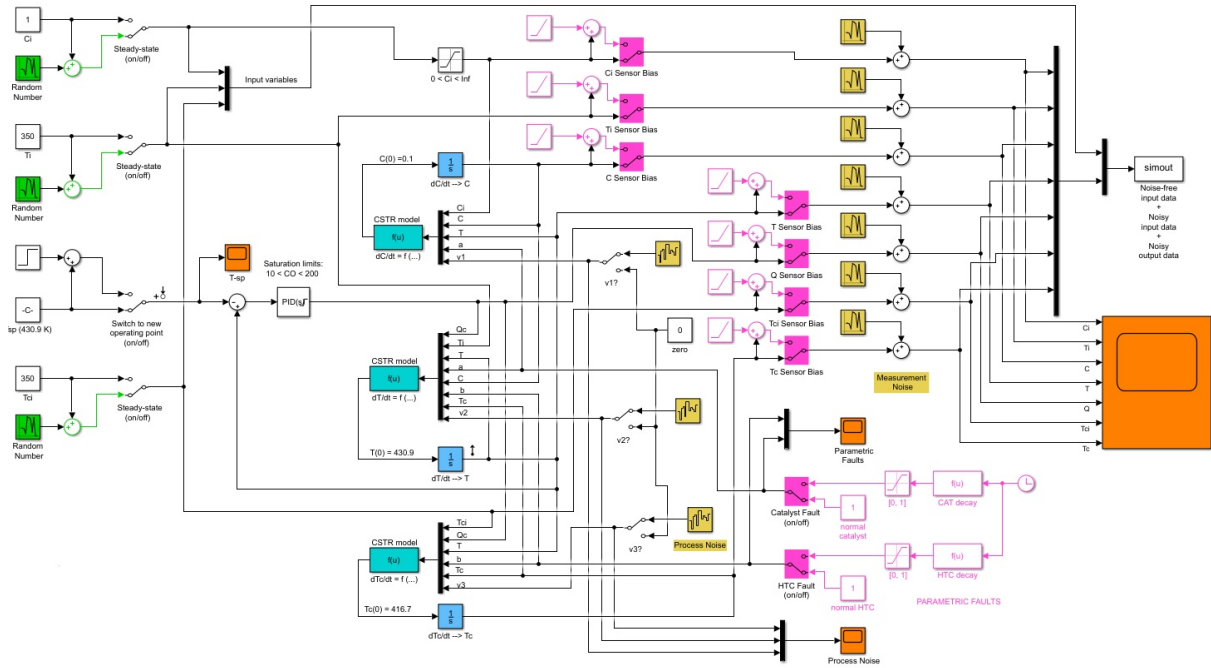 1
Ci
Steady-state
(on/off)
Random
Number
Input variables
0 < Ci < Inf
Ci Sensor Bias
350
Ti
Steady-state
(on/off)
Random
Number
Ti Sensor Bias
C(0) =0.1
1
s
dC/dt --> C
C Sensor Bias
simout
Noise-free
input data
+
Noisy
input data
+
Noisy
output data
CSTR model
f(u)
dC/dt = f (...)
Ci
C
T
a
v1
T Sensor Bias
v1?
Q Sensor Bias
T-sp
Saturation limits:
10 < CO < 200
PID(s)
-C-
sp (430.9 K)
Switch to new
operating point
(on/off)
Tci Sensor Bias
0
zero
Tc Sensor Bias
Measurement
Noise
Ci
Ti
C
T
Q
Tci
Tc
350
Tci
Steady-state
(on/off)
Random
Number
CSTR model
f(u)
dT/dt = f (...)
Qc
Ti
T
a
C
b
Tc
v2
v2?
T(0) = 430.9
1
s
dT/dt --> T
Parametric
Faults
Catalyst Fault
(on/off)
1
normal
catalyst
[0, 1]
f(u)
CAT decay
CSTR model
f(u)
dTc/dt = f (...)
Tci
Qc
T
b
Tc
v3
v3?
Process Noise
HTC Fault
(on/off)
1
normal HTC
[0, 1]
f(u)
HTC decay
PARAMETRIC FAULTS
Tc(0) = 416.7
1
s
dTc/dt --> Tc
Process Noise